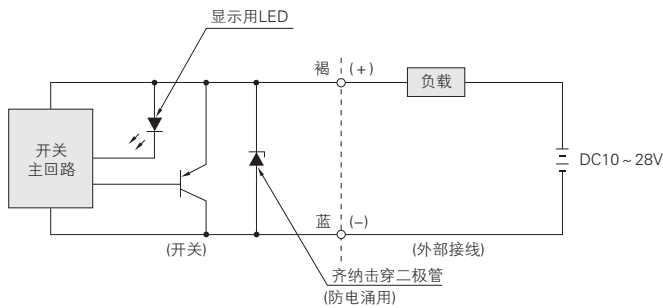 显示用LED
褐 (+)
负载
开关
主回路
DC10～28V
蓝 (-)
(开关)
(外部接线)
齐纳击穿二极管
(防电涌用)